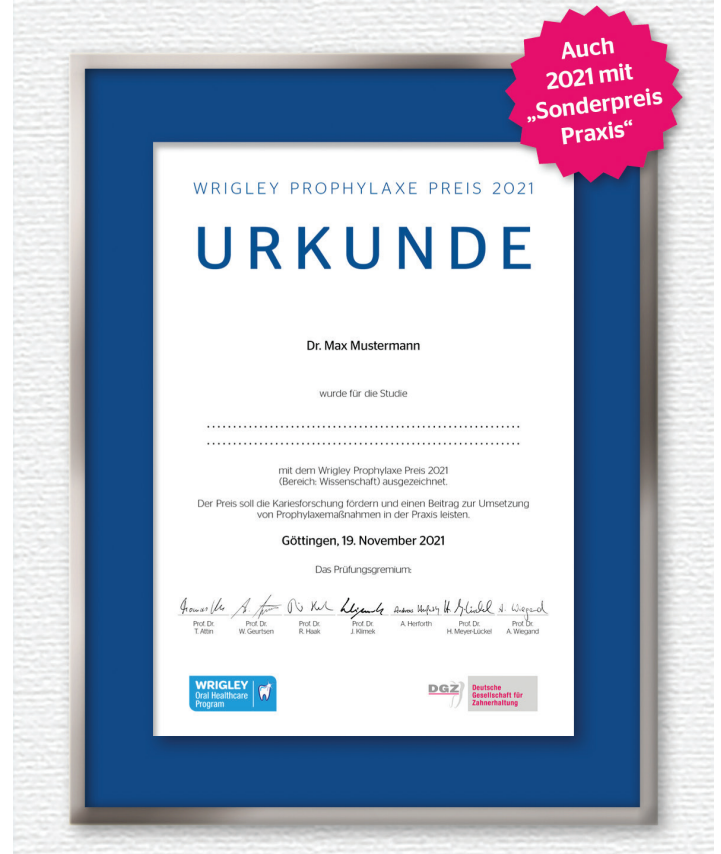 Auch
2021 mit
„Sonderpreis
Praxis“
WRIGLEY PROPHYLAXE PREIS 2021
URKUNDE
Dr. Max Mustermann
wurde für die Studie
mit dem Wrigley Prophylaxe Preis 2021
(Bereich: Wissenschaft) ausgezeichnet.
Der Preis soll die Kariesforschung fördern und einen Beitrag zur Umsetzung
von Prophylaxemaßnahmen in der Praxis leisten.
Göttingen, 19. November 2021
Das Prüfungsgremium:
Prof. Dr. T. Attin
Prof. Dr. W. Geurtsen
Prof. Dr. R. Haak
Prof. Dr. J. Klimek
A. Herforth
Prof. Dr. H. Meyer-Lückel
Prof. Dr. A. Wiegand
WRIGLEY
Oral Healthcare
Program
DGZ
Deutsche
Gesellschaft für
Zahnerhaltung